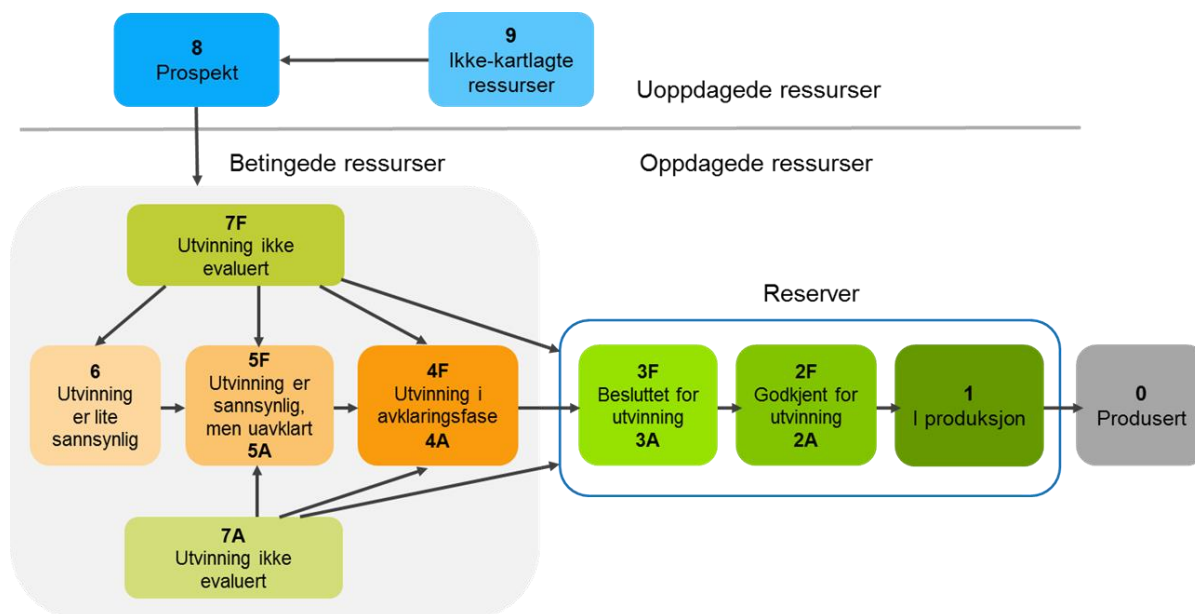 8
Prospekt
9
Ikke-kartlagte
ressurser
Uoppdagede ressurser
Betingede ressurser
Oppdagede ressurser
7F
Utvinning ikke
evaluert
Reserver
6
Utvinning
er lite
sannsynlig
5F
Utvinning er
sannsynlig,
men uavklart
5A
4F
Utvinning i
avklaringsfase
4A
3F
Besluttet for
utvinning
3A
2F
Godkjent for
utvinning
2A
1
I produksjon
0
Produsert
7A
Utvinning ikke
evaluert